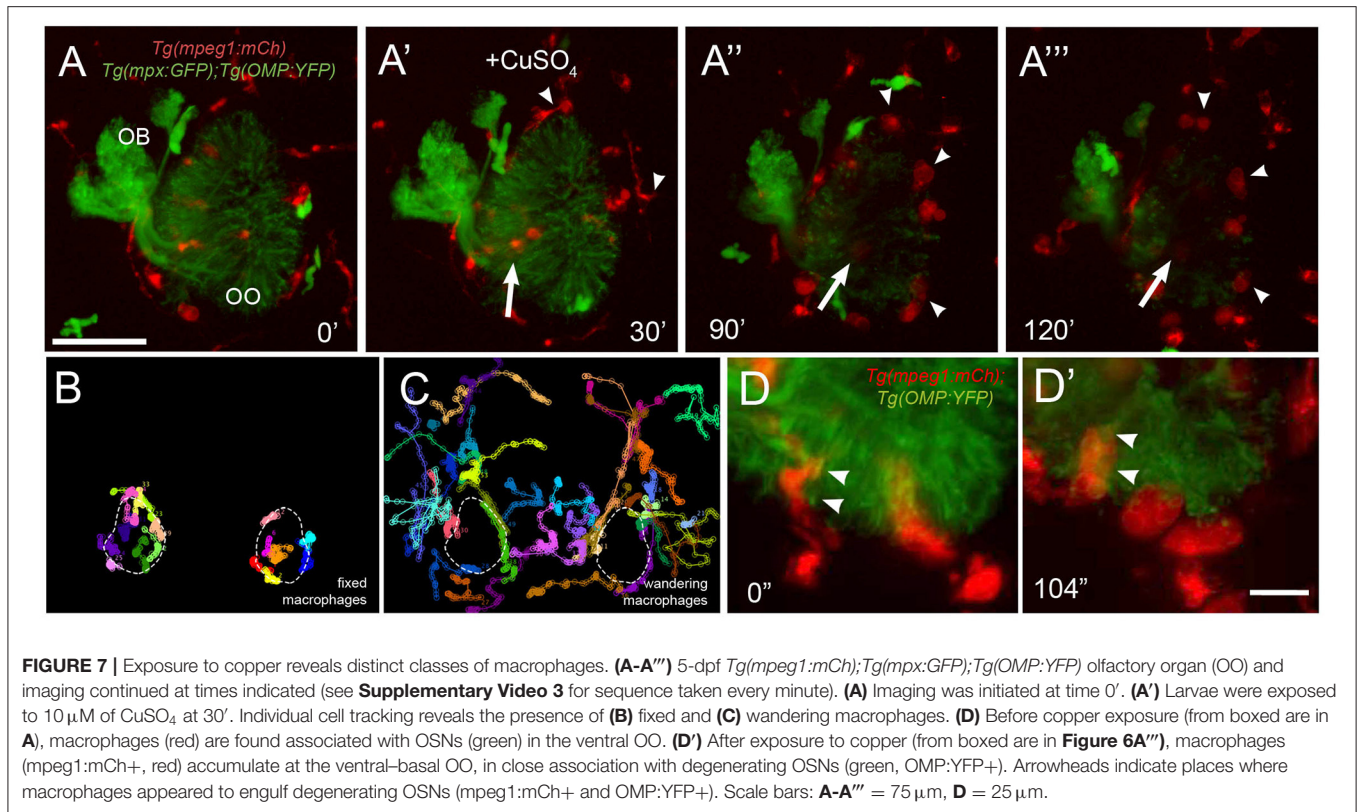 A
Tg(mpeg1:mCh)
Tg(mpx:GFP);Tg(OMP:YFP)
OB
OO
0'
A'
+CuSO4
30'
A''
90'
A'''
120'
B
fixed
macrophages
C
wandering
macrophages
D
Tg(mpeg1:mCh);
Tg(OMP:YFP)
0"
D'
104"
FIGURE 7 | Exposure to copper reveals distinct classes of macrophages. (A-A''') 5-dpf Tg(mpeg1:mCh);Tg(mpx:GFP);Tg(OMP:YFP) olfactory organ (OO) and
imaging continued at times indicated (see Supplementary Video 3 for sequence taken every minute). (A) Imaging was initiated at time 0'. (A') Larvae were exposed
to 10 μM of CuSO4 at 30'. Individual cell tracking reveals the presence of (B) fixed and (C) wandering macrophages. (D) Before copper exposure (from boxed are in
A), macrophages (red) are found associated with OSNs (green) in the ventral OO. (D') After exposure to copper (from boxed are in Figure 6A'''), macrophages
(mpeg1:mCh+, red) accumulate at the ventral–basal OO, in close association with degenerating OSNs (green, OMP:YFP+). Arrowheads indicate places where
macrophages appeared to engulf degenerating OSNs (mpeg1:mCh+ and OMP:YFP+). Scale bars: A-A''' = 75 μm, D = 25 μm.